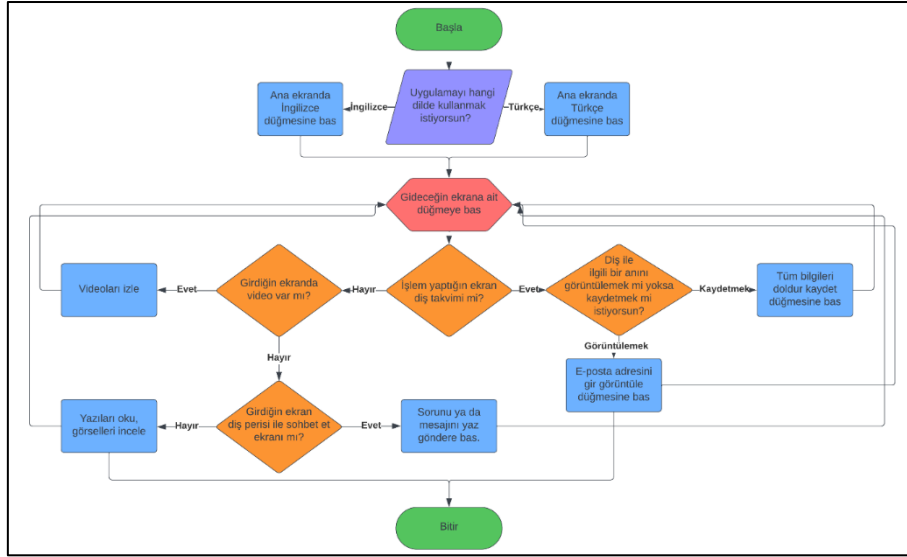 Başla
Uygulamayı hangi
dilde kullanmak
istiyorsun?
İngilizce
Türkçe
Ana ekranda
İngilizce
düğmesine bas
Ana ekranda
Türkçe
düğmesine bas
Gideceğin ekrana ait
düğmeye bas
Videoları izle
Evet
Girdiğin ekranda
video var mı?
Hayır
İşlem yaptığın ekran
diş takvimi mi?
Evet
Diş ile
ilgili bir anını
görüntülemek mi yoksa
kaydetmek mi
istiyorsun?
Kaydetmek
Tüm bilgileri
doldur kaydet
düğmesine bas
Hayır
Görüntülemek
E-posta adresini
gir görüntüle
düğmesine bas
Yazıları oku,
görselleri incele
Hayır
Girdiğin ekran
diş perisi ile sohbet et
ekranı mı?
Evet
Sorunu ya da
mesajını yaz
göndere bas.
Bitir